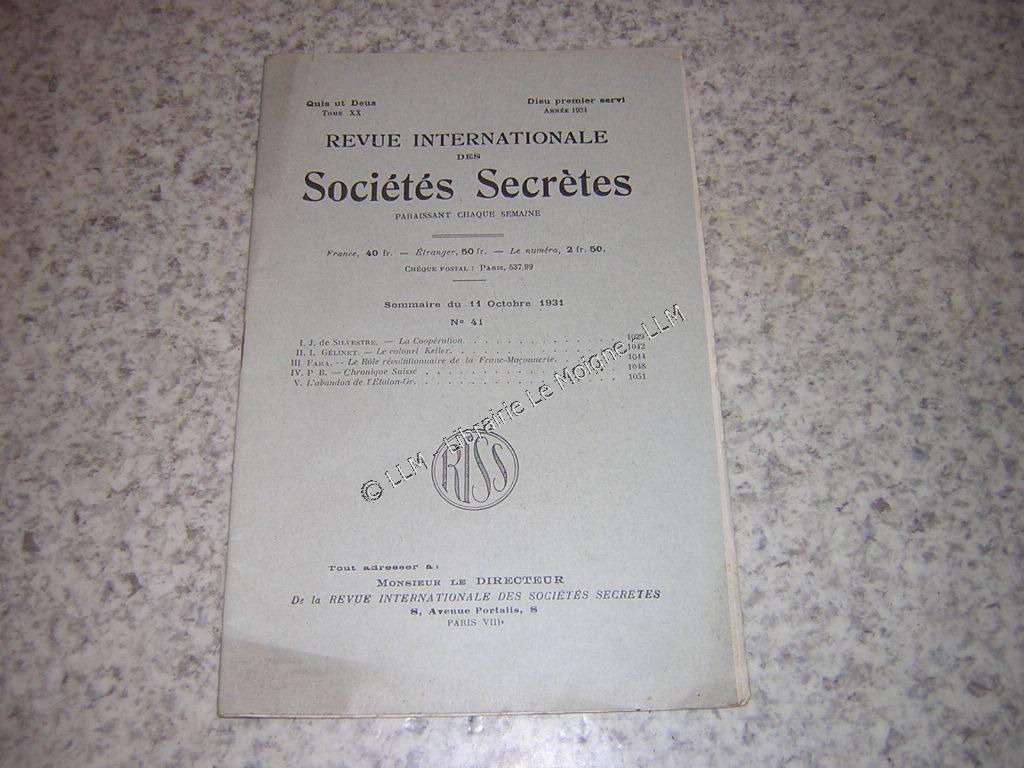 Quis ut Deus Dieu premier servi
Tome XX Année 1931
REVUE INTERNATIONALE
DES
Sociétés Secrètes
PARAISSANT CHAQUE SEMAINE
France, 40 fr. — Étranger, 50 fr. — Le numéro, 2 fr. 50.
Chèque postal : Paris, 537,99
Sommaire du 11 Octobre 1931
N° 41
I. J. de Silvestre. — La Coopération. 1029
II. L. Gélinet. — Le colonel Keller. 1042
III Fara. -- Le Rôle révolutionnaire de la Franc-Maçonnerie. 1044
IV. P B. — Chronique Suisse 1048
V. L'abandon de l'Etalon-Or. 1051
© LLM - Librairie Le Moigne - LLM
RISS
Tout adresser à :
Monsieur le DIRECTEUR
De la REVUE INTERNATIONALE DES SOCIÉTÉS SECRETES
8, Avenue Portalis, 8
PARIS VIIIe